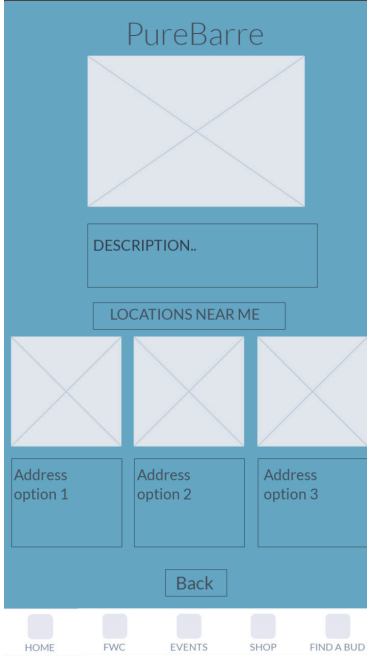 PureBarre
DESCRIPTION..
LOCATIONS NEAR ME
Address
option 1
Address
option 2
Address
option 3
Back
HOME
FWC
EVENTS
SHOP
FIND A BUD